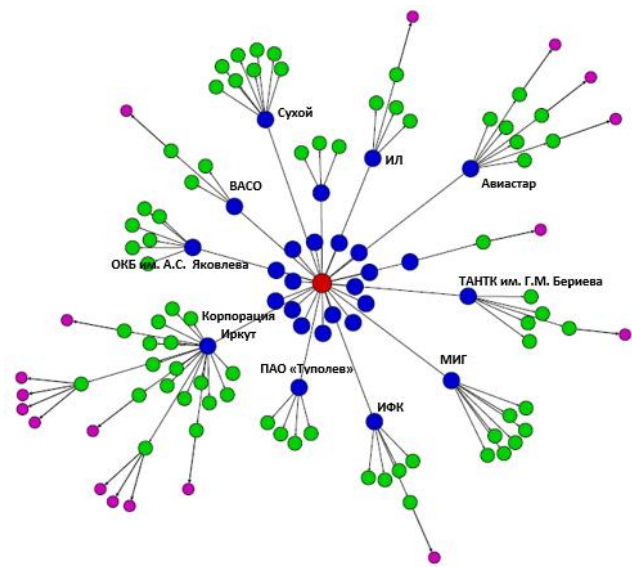 Сухой
ИЛ
Авиастар
ВАСО
ОКБ им. А.С. Яковлева
ТАНТК им. Г.М. Бериева
Корпорация
Иркут
ПАО «Туполев»
МИГ
ИФК